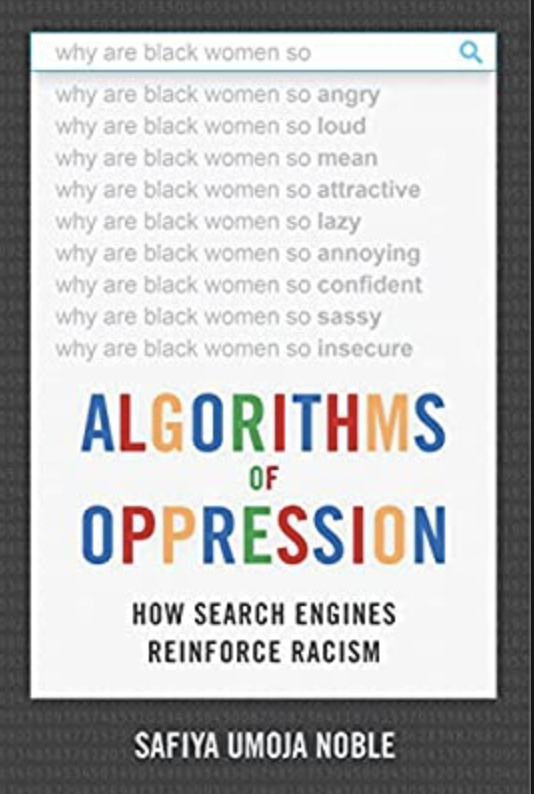 why are black women so
why are black women so angry
why are black women so loud
why are black women so mean
why are black women so attractive
why are black women so lazy
why are black women so annoying
why are black women so confident
why are black women so sassy
why are black women so insecure
ALGORITHMS
OF
OPPRESSION
HOW SEARCH ENGINES
REINFORCE RACISM
SAFIYA UMOJA NOBLE